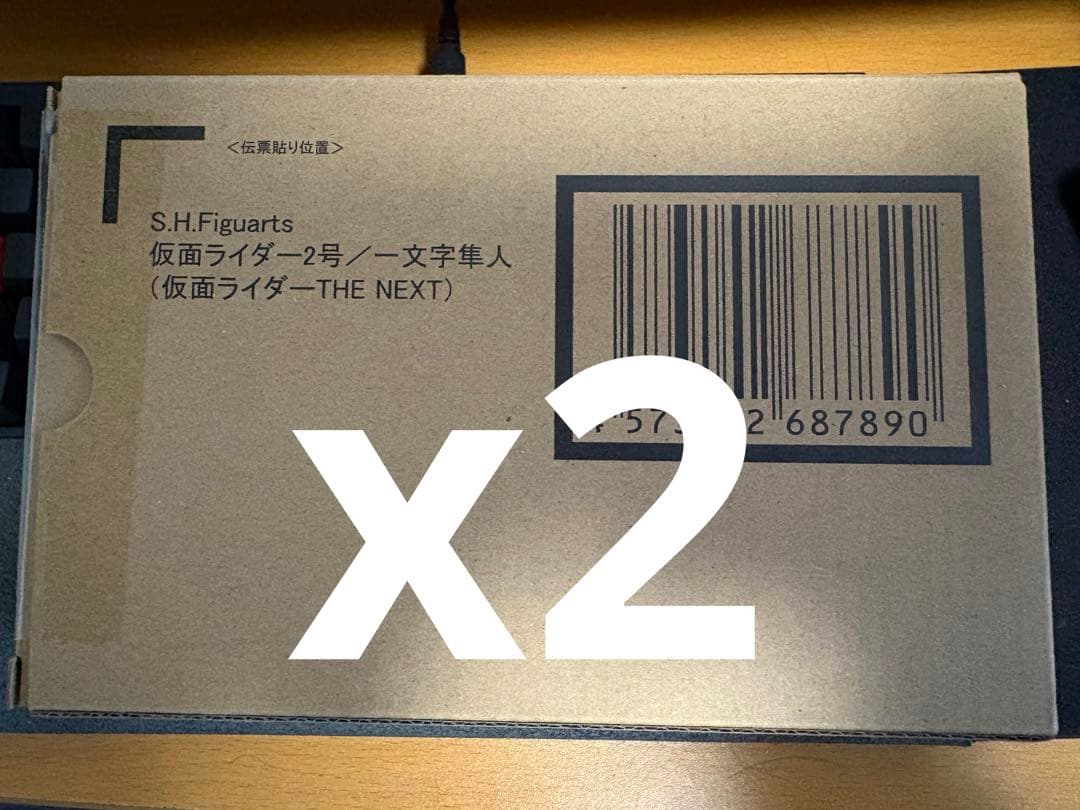 <伝票貼り位置>
S.H.Figuarts
仮面ライダー2号/一文字隼人
(仮面ライダーTHE NEXT)
687890
x2